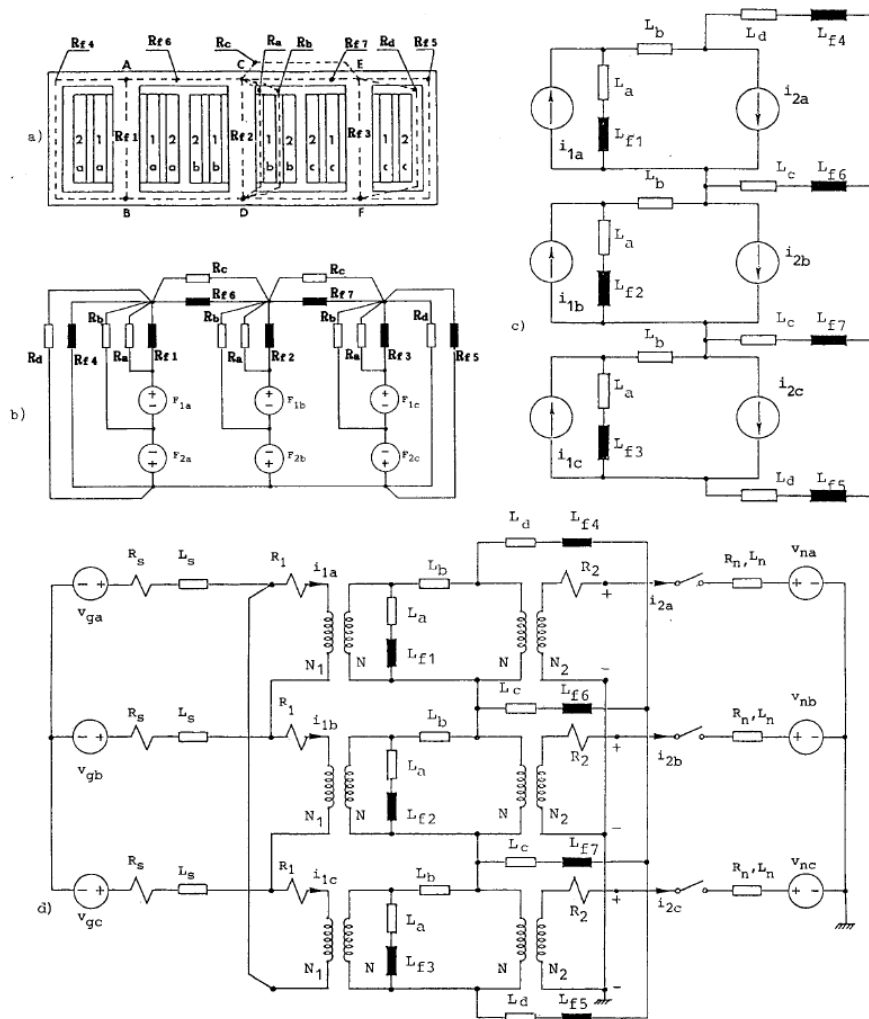 Rf4
Rf6
Rc
Ra
Rb
Rf7
Rd
Rf5
A
C
E
a)
2 1
a a
Rf1
1 2 2 1
a a b b
Rf2
1 2 1 2
b b c c
Rf3
1 2
c c
B
D
F
b)
Rc
Rc
Rf6
Rf7
Rd
Rf4
Rb
Ra
Rf1
Rb
Ra
Rf2
Rb
Ra
Rf3
Rd
Rf5
F1a
F1b
F1c
F2a
F2b
F2c
c)
Lb
Ld
Lf4
La
Lf1
i1a
i2a
Lb
Lc
Lf6
La
Lf2
i1b
i2b
Lb
Lc
Lf7
La
Lf3
i1c
i2c
Ld
Lf5
d)
vga
Rs
Ls
R1
i1a
N1
N
La
Lf1
Lb
Ld
Lf4
N
N2
R2
+
−
i2a
Rn, Ln
vna
vgb
Rs
Ls
R1
i1b
N1
N
La
Lf2
Lb
Lc
Lf6
N
N2
R2
+
−
i2b
Rn, Ln
vnb
vgc
Rs
Ls
R1
i1c
N1
N
La
Lf3
Lb
Lc
Lf7
N
N2
R2
+
−
i2c
Rn, Ln
vnc
Ld
Lf5